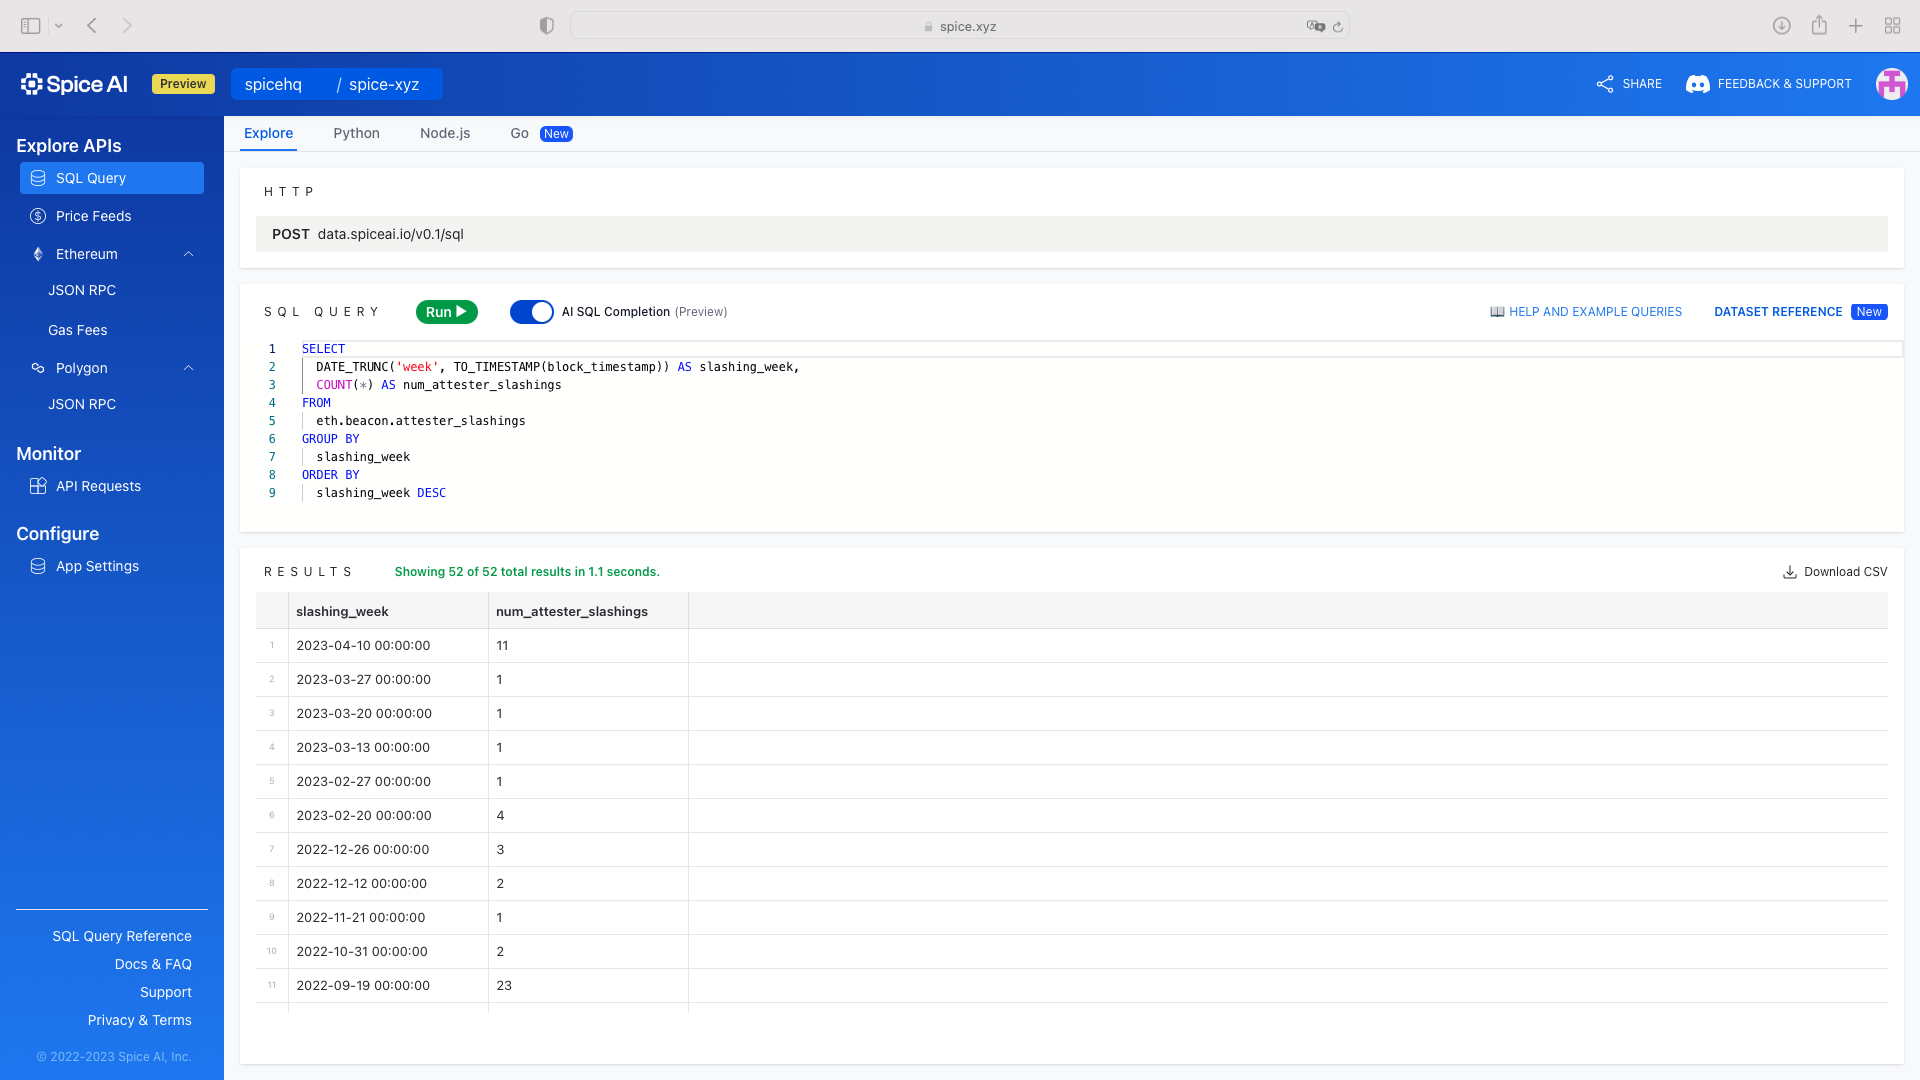 spice.xyz
Spice AI
Preview
spicehq / spice-xyz
SHARE
FEEDBACK & SUPPORT
Explore APIs
SQL Query
Price Feeds
Ethereum
JSON RPC
Gas Fees
Polygon
JSON RPC
Monitor
API Requests
Configure
App Settings
SQL Query Reference
Docs & FAQ
Support
Privacy & Terms
© 2022-2023 Spice AI, Inc.
Explore Python Node.js Go New
HTTP
POST data.spiceai.io/v0.1/sql
SQL QUERY Run AI SQL Completion (Preview) HELP AND EXAMPLE QUERIES DATASET REFERENCE New
1 SELECT
2 DATE_TRUNC('week', TO_TIMESTAMP(block_timestamp)) AS slashing_week,
3 COUNT(*) AS num_attester_slashings
4 FROM
5 eth.beacon.attester_slashings
6 GROUP BY
7 slashing_week
8 ORDER BY
9 slashing_week DESC
RESULTS Showing 52 of 52 total results in 1.1 seconds. Download CSV
slashing_week num_attester_slashings
1 2023-04-10 00:00:00 11
2 2023-03-27 00:00:00 1
3 2023-03-20 00:00:00 1
4 2023-03-13 00:00:00 1
5 2023-02-27 00:00:00 1
6 2023-02-20 00:00:00 4
7 2022-12-26 00:00:00 3
8 2022-12-12 00:00:00 2
9 2022-11-21 00:00:00 1
10 2022-10-31 00:00:00 2
11 2022-09-19 00:00:00 23